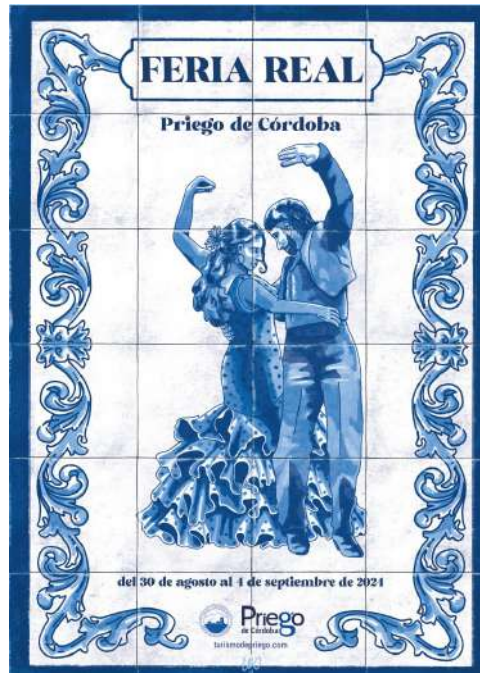 FERIA REAL
Priego de Córdoba
del 30 de agosto al 4 de septiembre de 2024
Priego
de Córdoba
turismodepriego.com